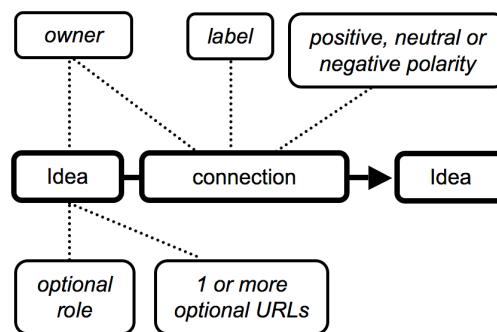 owner
label
positive, neutral or
negative polarity
Idea
connection
Idea
optional
role
1 or more
optional URLs